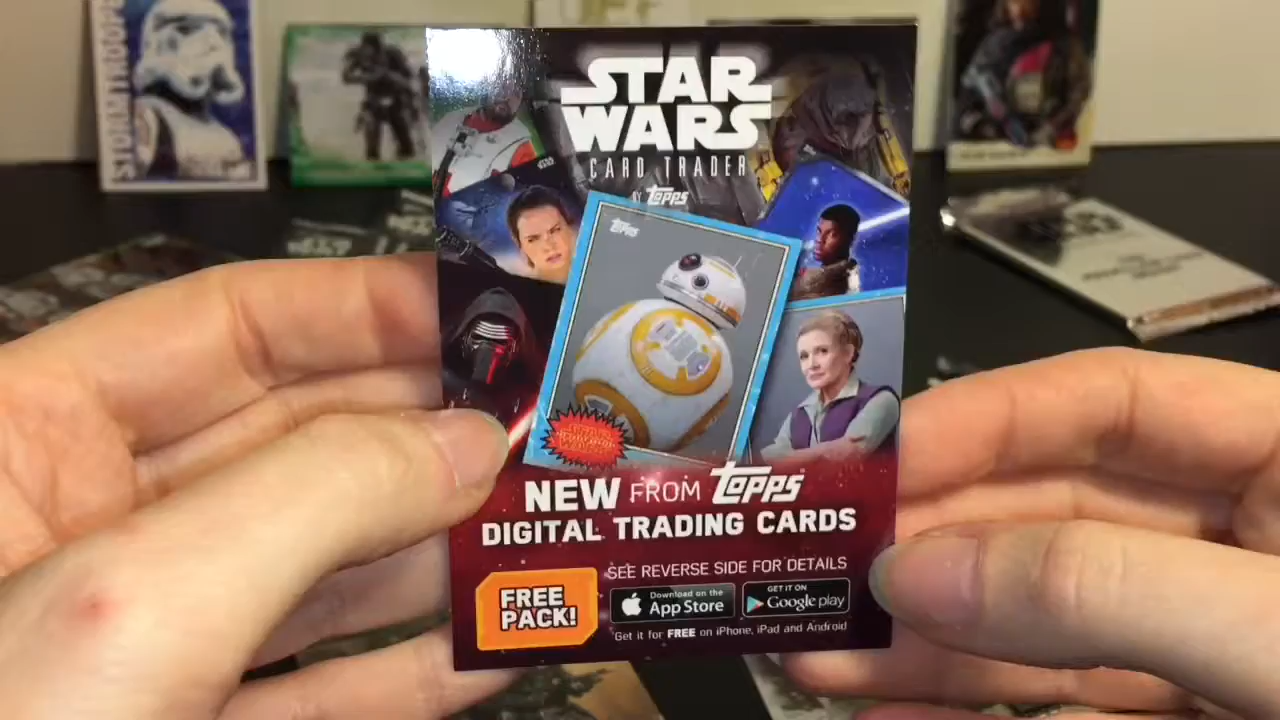 STORMTROOPER
STAR
WARS
CARD TRADER
BY Topps
Topps
NEW FROM Topps
DIGITAL TRADING CARDS
SEE REVERSE SIDE FOR DETAILS
FREE
PACK!
Download on the
App Store
GET IT ON
Google play
Get it for FREE on iPhone, iPad and Android